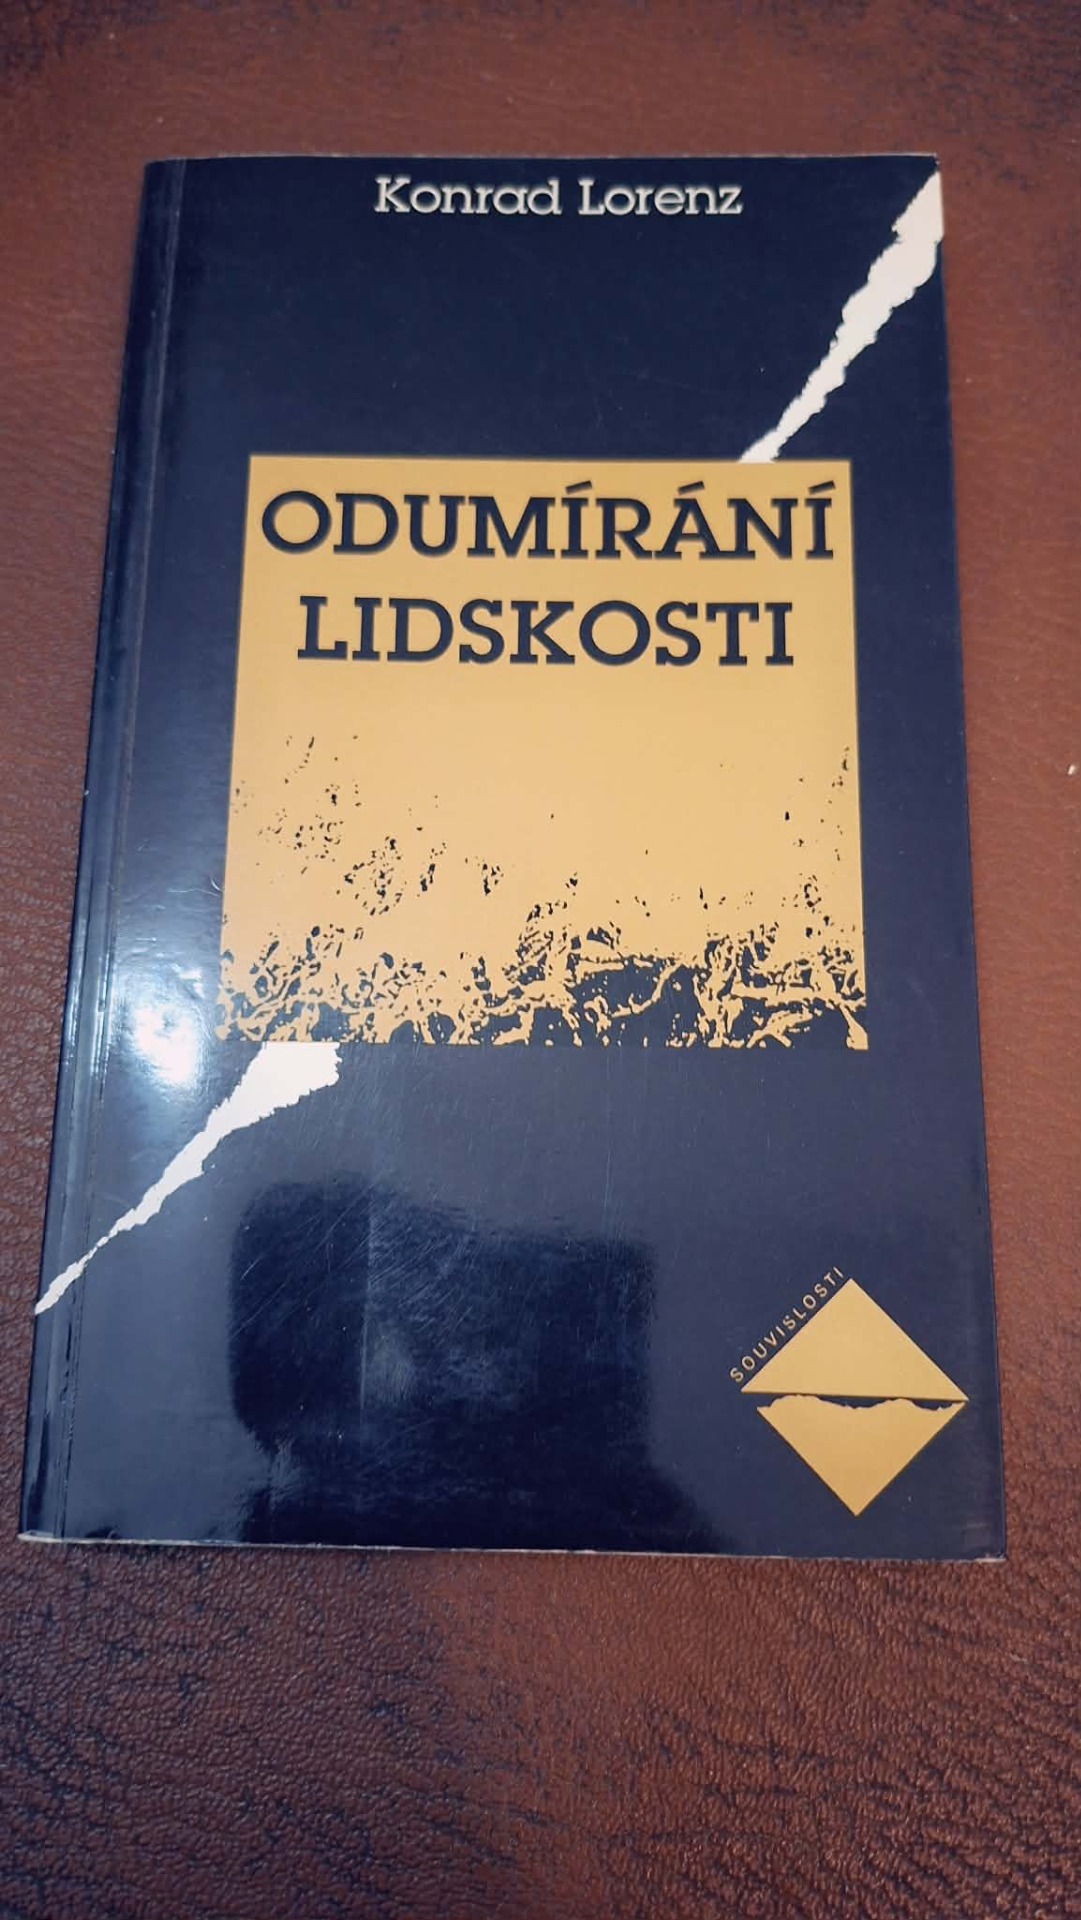 Konrad Lorenz
ODUMÍRÁNÍ
LIDSKOSTI
SOUVISLOSTI